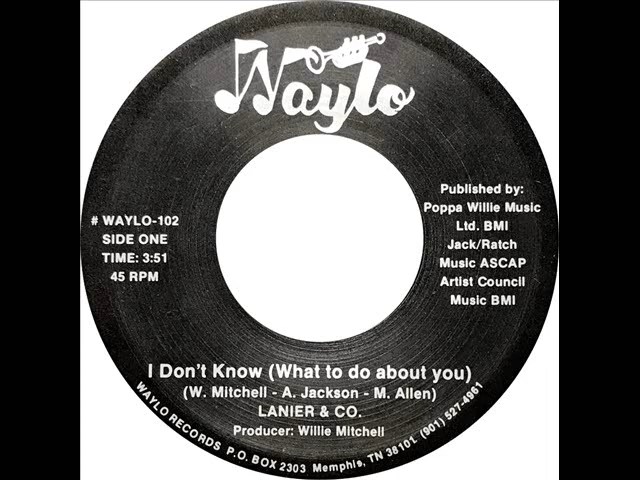 Waylo
# WAYLO-102
SIDE ONE
TIME: 3:51
45 RPM
Published by:
Poppa Willie Music
Ltd. BMI
Jack/Ratch
Music ASCAP
Artist Council
Music BMI
I Don't Know (What to do about you)
(W. Mitchell - A. Jackson - M. Allen)
LANIER & CO.
Producer: Willie Mitchell
WAYLO RECORDS P.O. BOX 2303 Memphis, TN 38101 (901) 527-4961